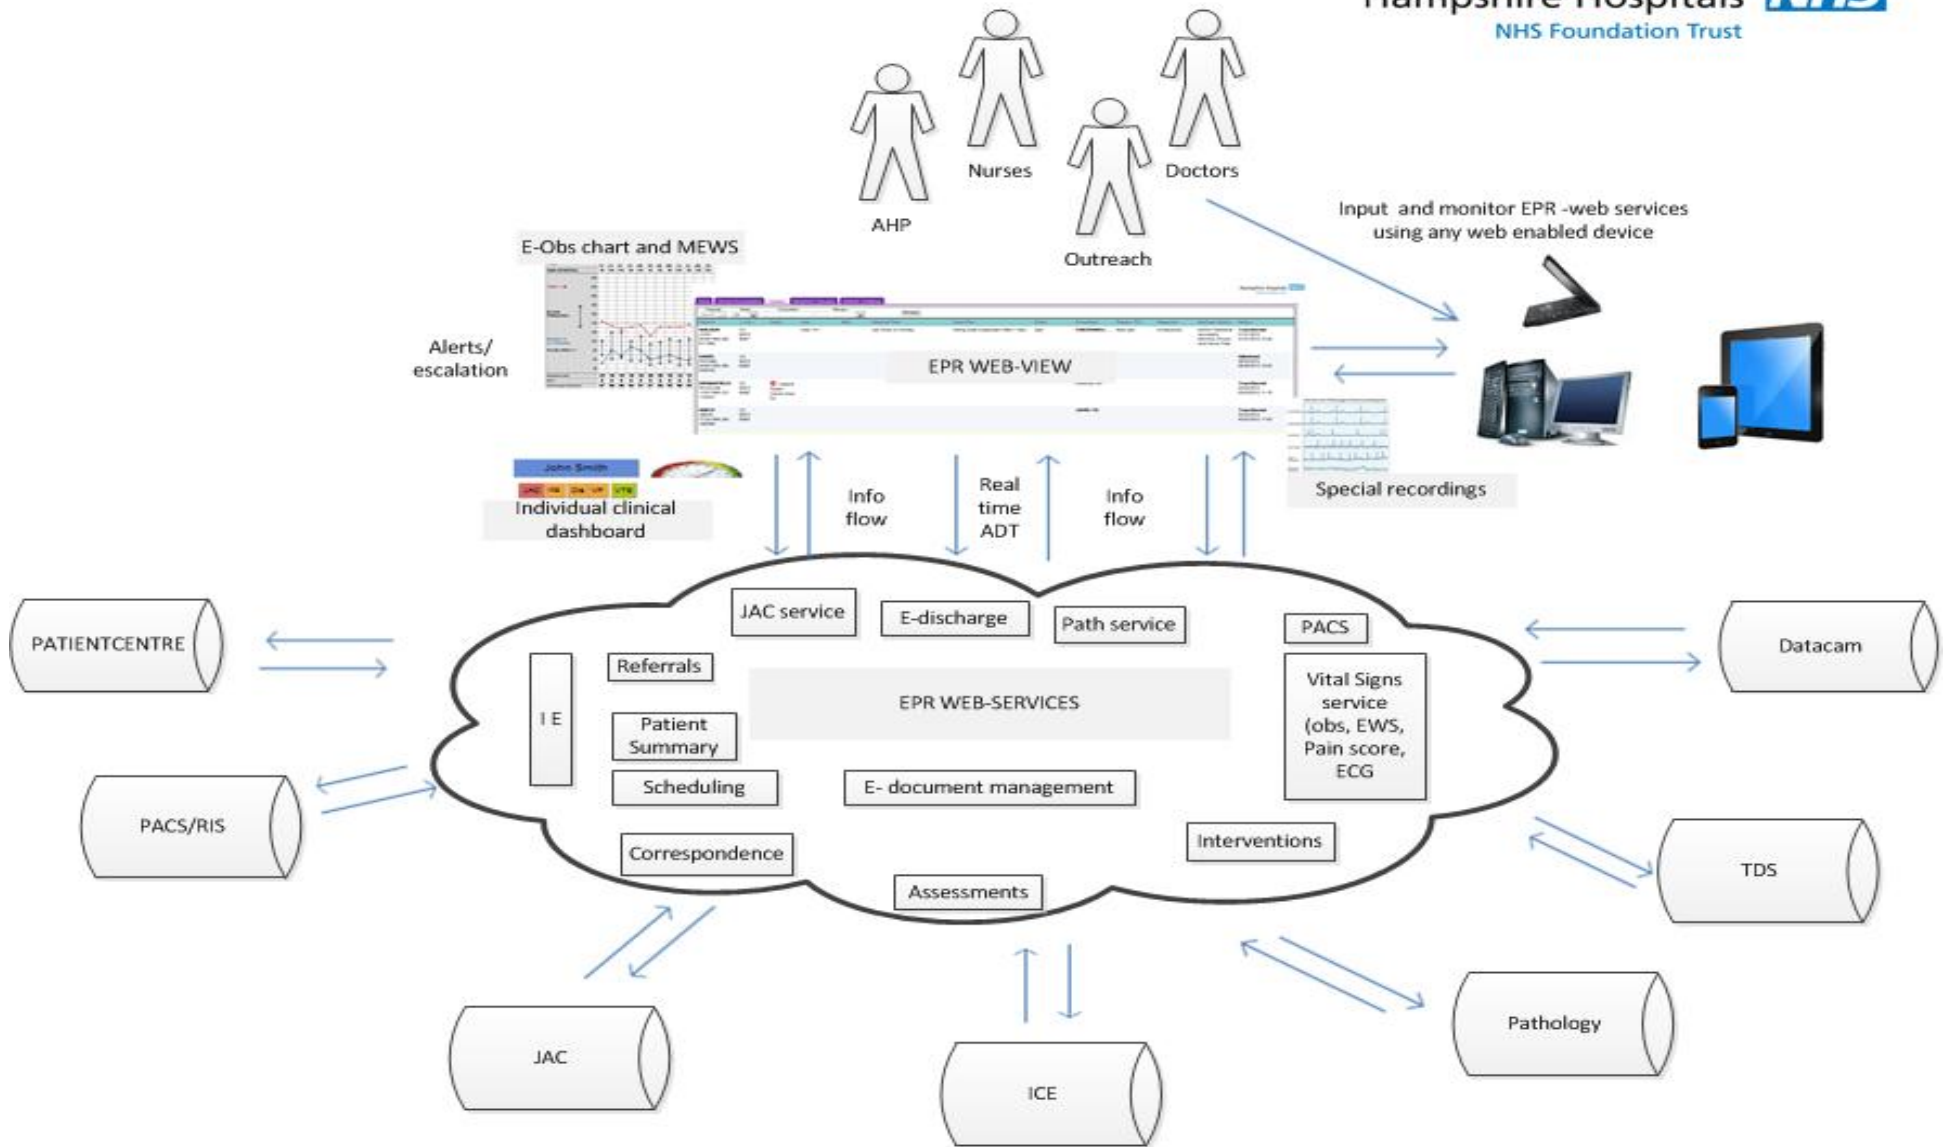 Hampshire Hospitals NHS
NHS Foundation Trust
Nurses
Doctors
AHP
Outreach
Input and monitor EPR -web services
using any web enabled device
E-Obs chart and MEWS
Alerts/
escalation
EPR WEB-VIEW
John Smith
Individual clinical
dashboard
Info
flow
Real
time
ADT
Info
flow
Special recordings
JAC service
E-discharge
Path service
PACS
PATIENTCENTRE
Referrals
Datacam
I E
EPR WEB-SERVICES
Vital Signs
service
(obs, EWS,
Pain score,
ECG
Patient
Summary
Scheduling
E- document management
PACS/RIS
Correspondence
Interventions
Assessments
TDS
JAC
ICE
Pathology